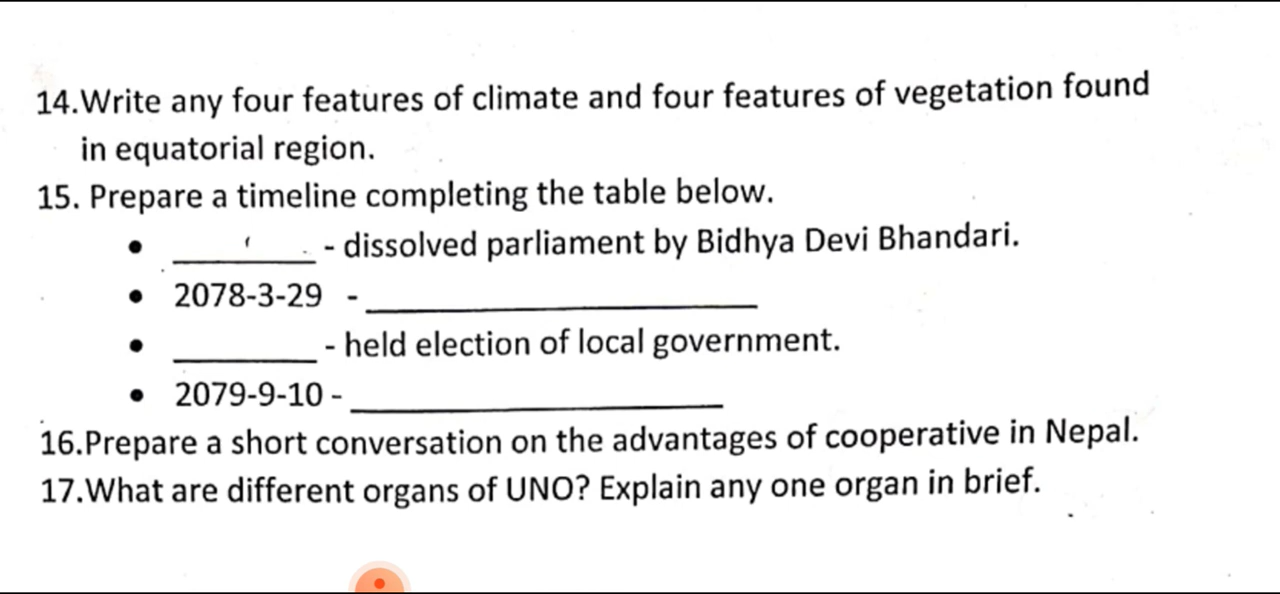 14.Write any four features of climate and four features of vegetation found
in equatorial region.
15. Prepare a timeline completing the table below.
• ________ - dissolved parliament by Bidhya Devi Bhandari.
• 2078-3-29 - ____________________
• ________ - held election of local government.
• 2079-9-10 - ____________________
16.Prepare a short conversation on the advantages of cooperative in Nepal.
17.What are different organs of UNO? Explain any one organ in brief.